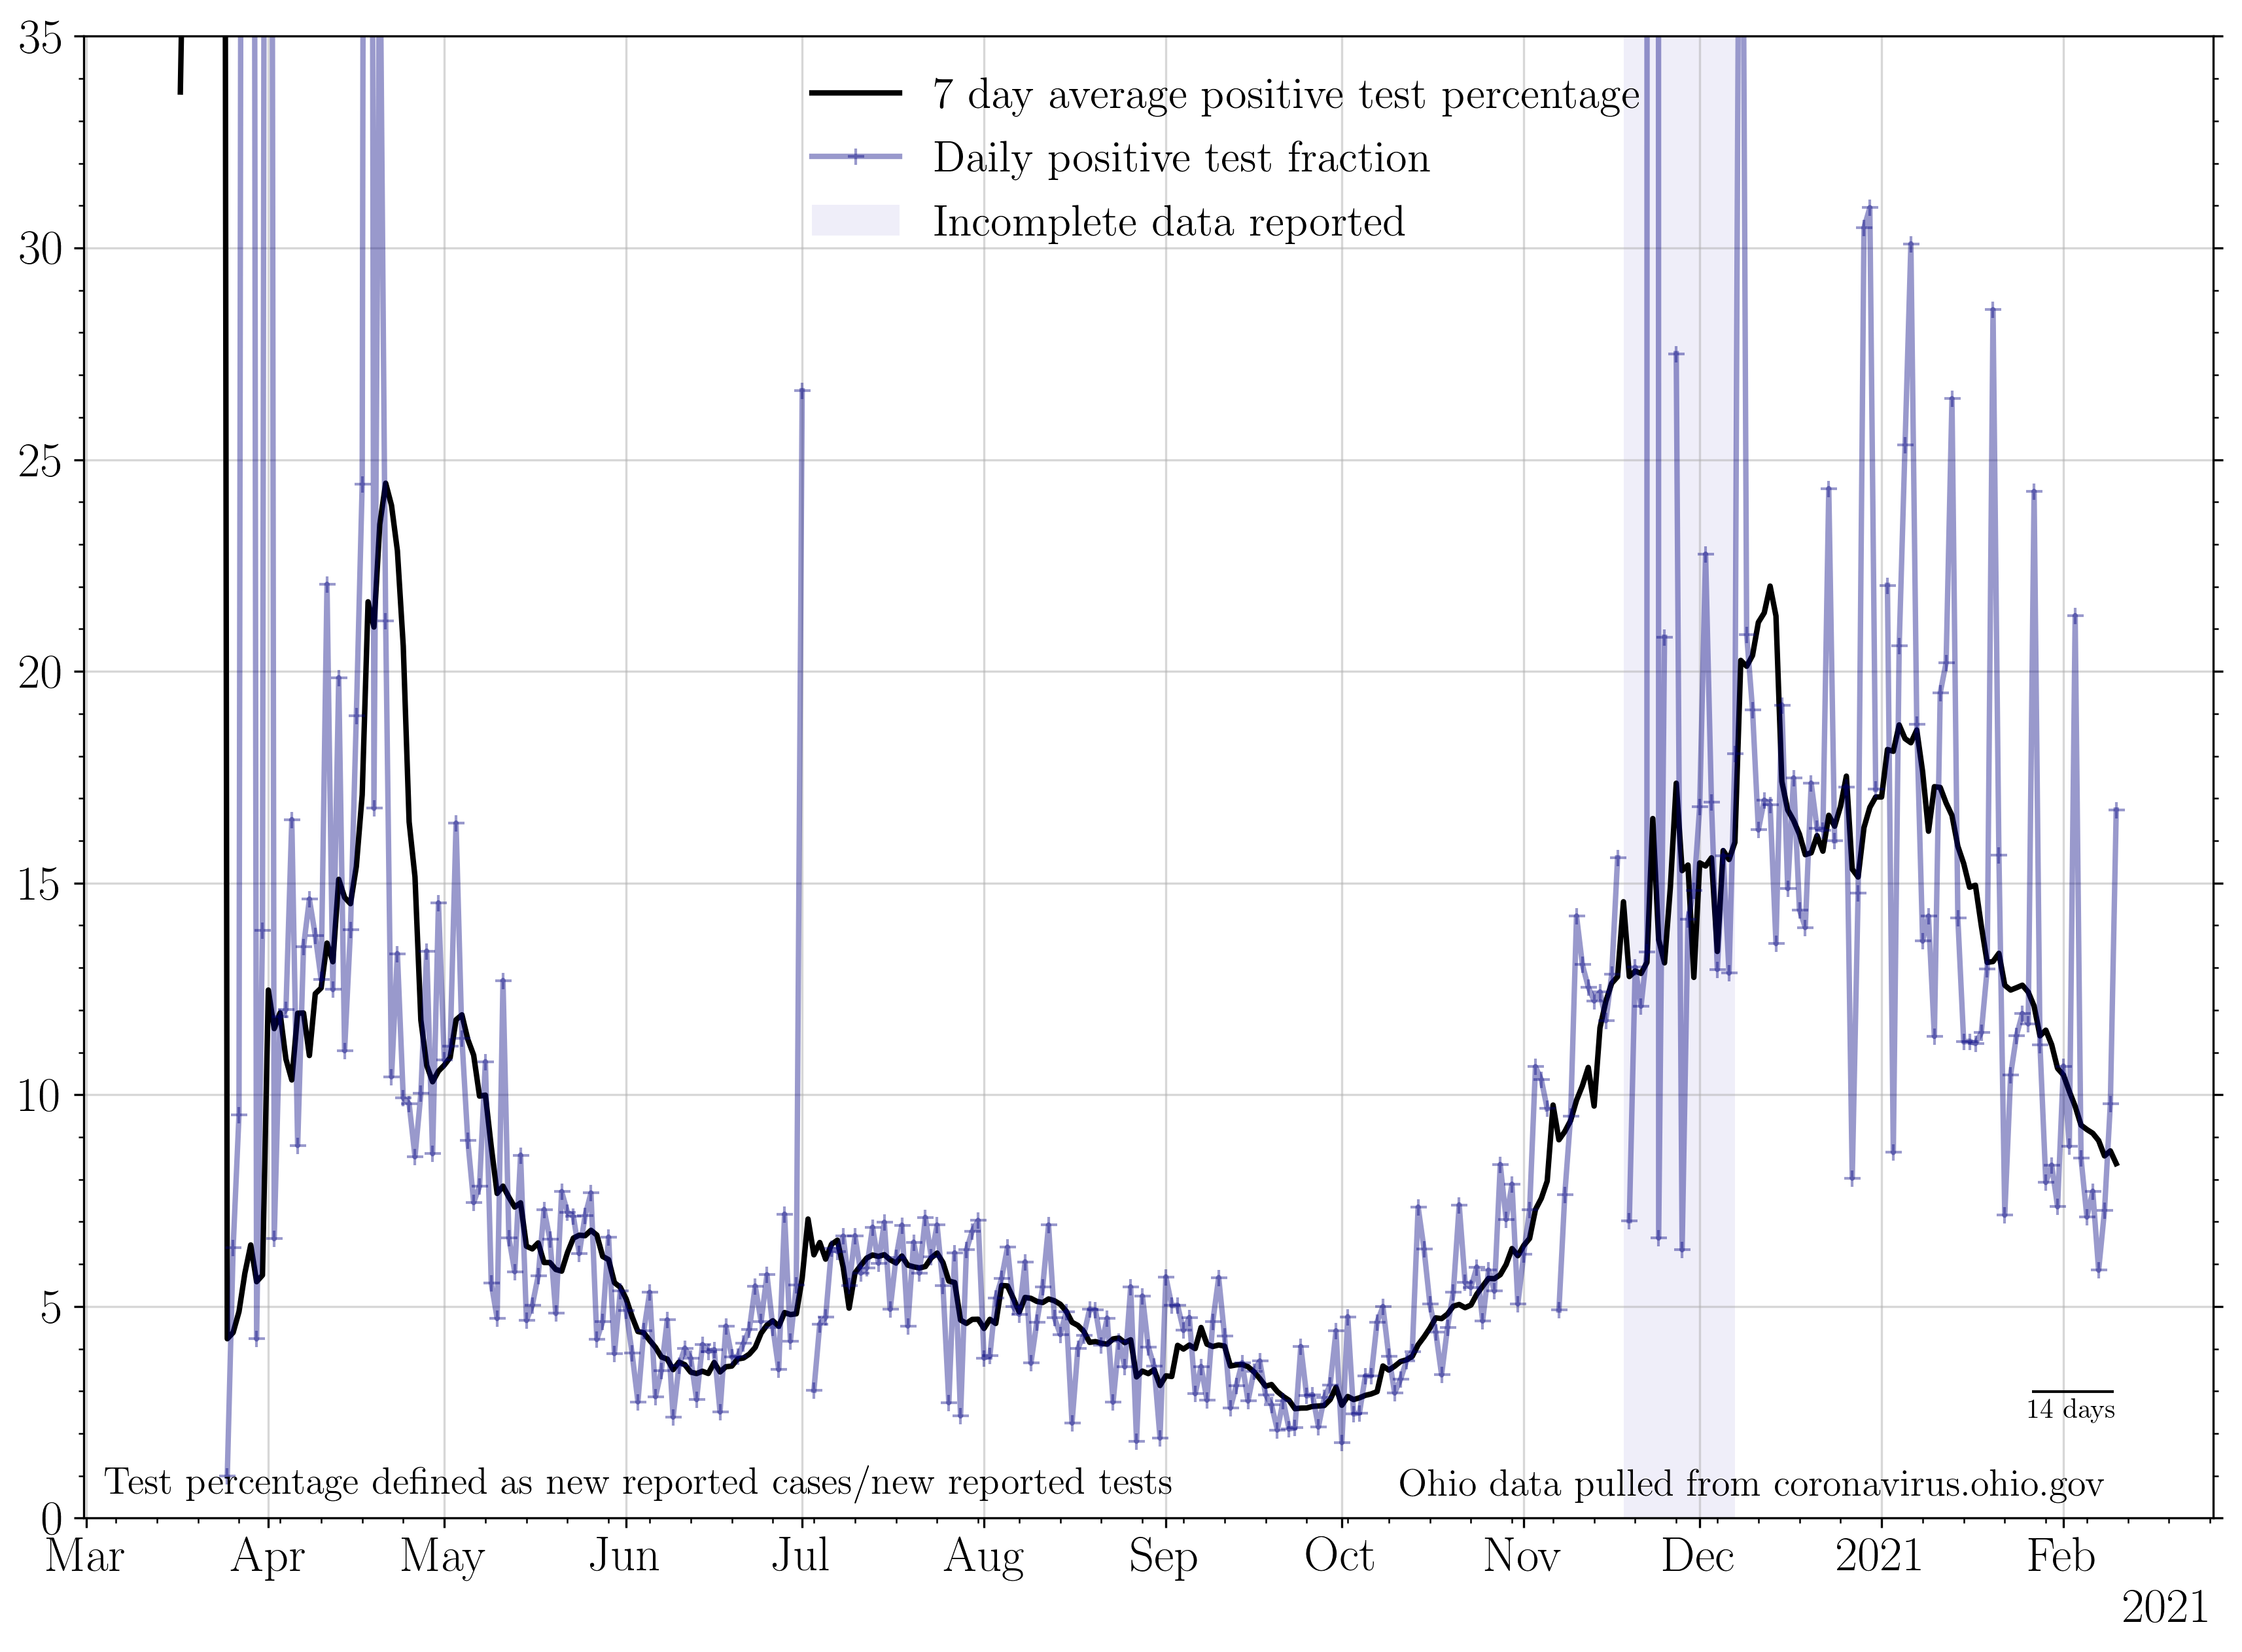 35
30
25
20
15
10
5
0
7 day average positive test percentage
Daily positive test fraction
Incomplete data reported
14 days
Test percentage defined as new reported cases/new reported tests
Ohio data pulled from coronavirus.ohio.gov
Mar Apr May Jun Jul Aug Sep Oct Nov Dec 2021 Feb
2021